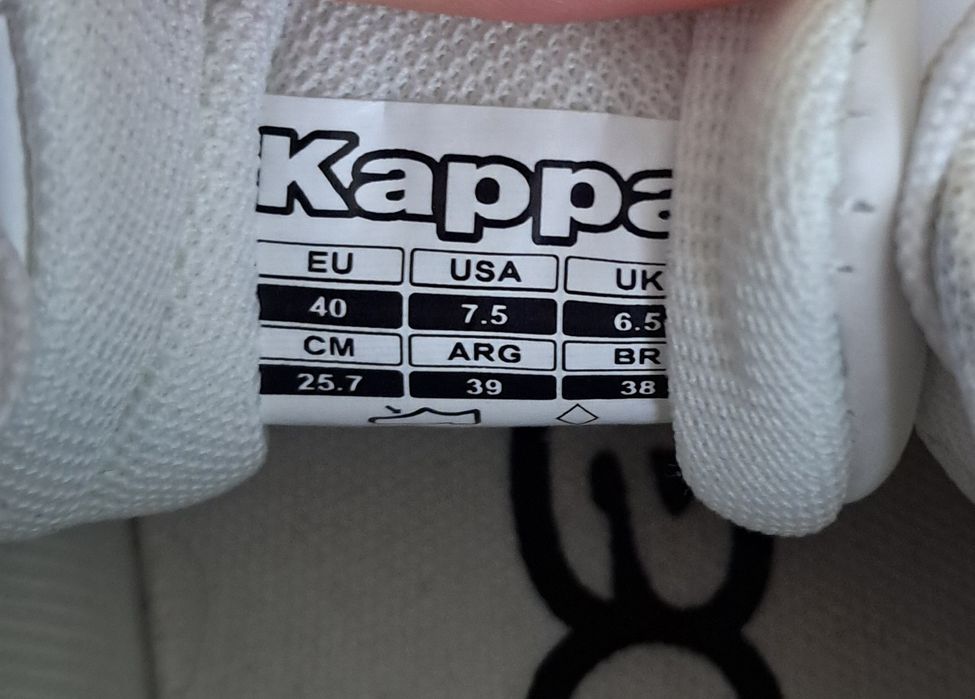 Kappa
EU USA UK
40 7.5 6.5
CM ARG BR
25.7 39 38